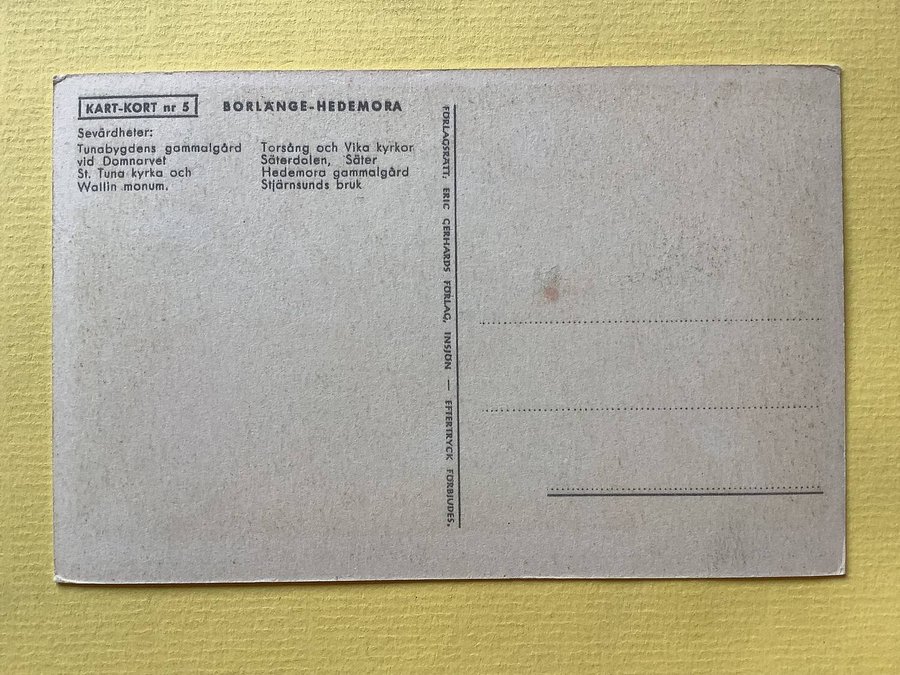 KART-KORT nr 5
BORLÄNGE-HEDEMORA
Sevärdheter:
Tunabygdens gammalgård
vid Domnarvet
St. Tuna kyrka och
Wallin monum.
Torsång och Vika kyrkor
Säterdalen, Säter
Hedemora gammalgård
Stjärnsunds bruk
FÖRLAGSRÄTT: ERIC GERHARDS FÖRLAG, INSJÖN — EFTERTRYCK FÖRBJUDES.